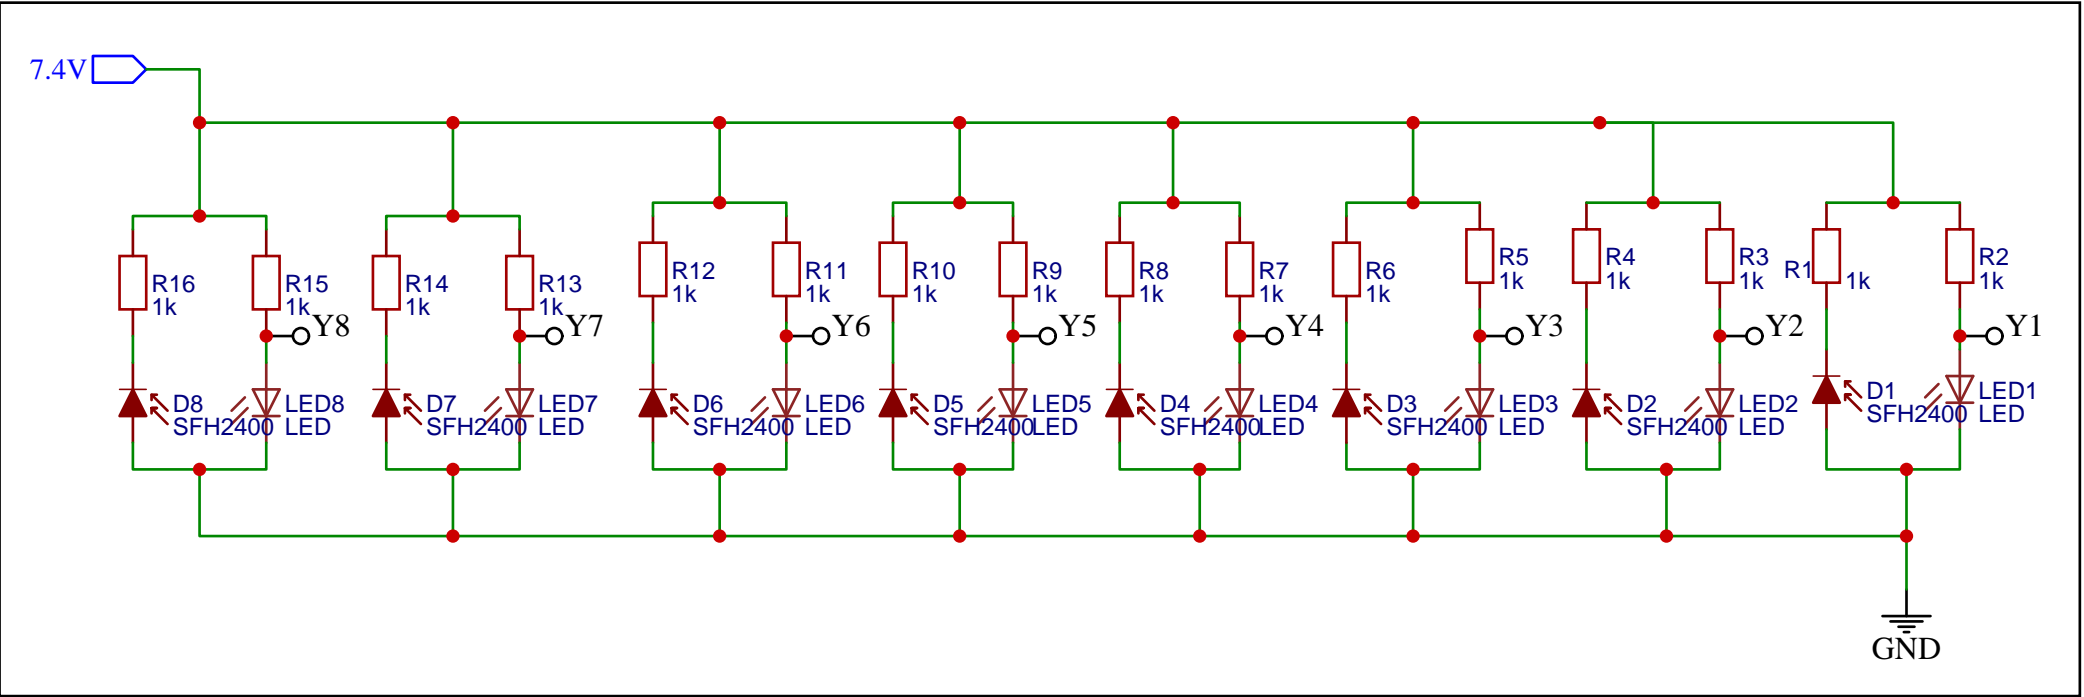 7.4V
R16
1k
R15
1k
R14
1k
R13
1k
R12
1k
R11
1k
R10
1k
R9
1k
R8
1k
R7
1k
R6
1k
R5
1k
R4
1k
R3
1k
R1
1k
R2
1k
Y8
Y7
Y6
Y5
Y4
Y3
Y2
Y1
D8
SFH2400
LED8
LED
D7
SFH2400
LED7
LED
D6
SFH2400
LED6
LED
D5
SFH2400
LED5
LED
D4
SFH2400
LED4
LED
D3
SFH2400
LED3
LED
D2
SFH2400
LED2
LED
D1
SFH2400
LED1
LED
GND